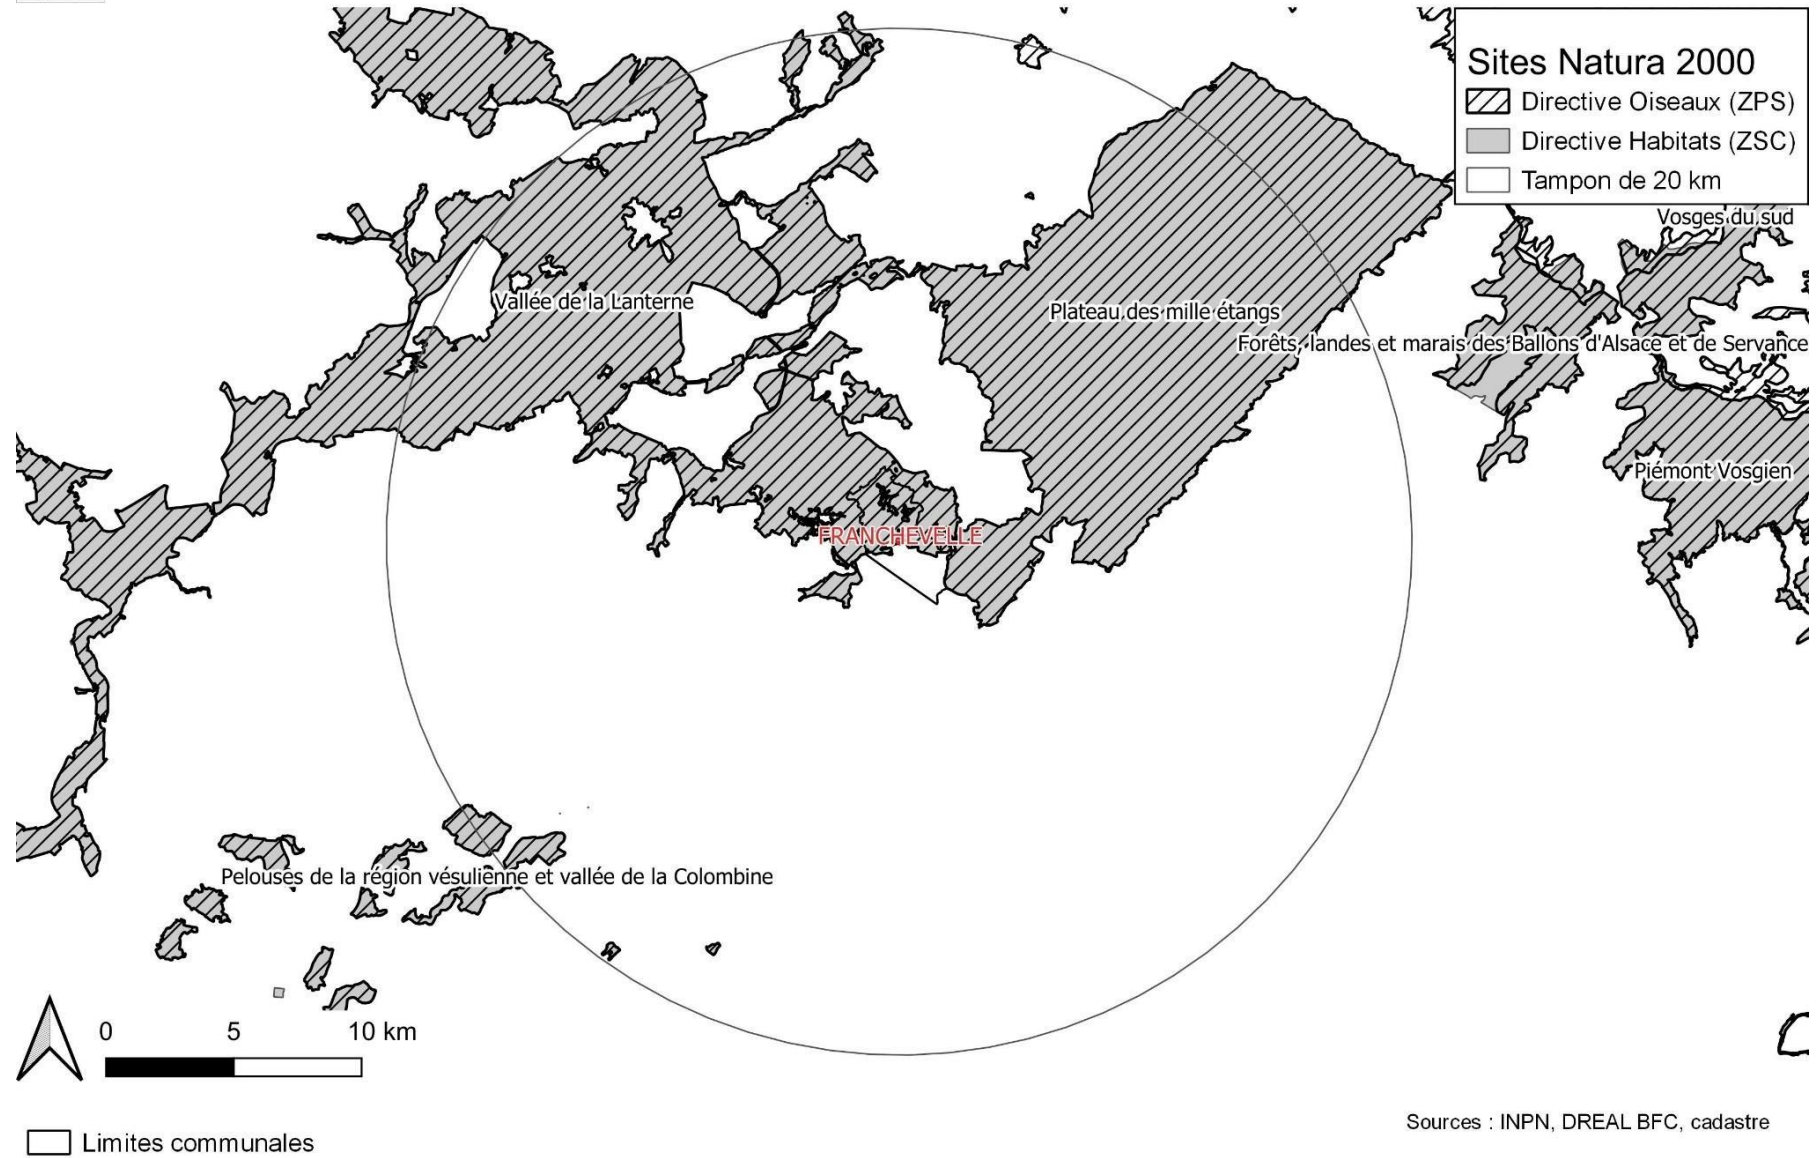 Sites Natura 2000
Directive Oiseaux (ZPS)
Directive Habitats (ZSC)
Tampon de 20 km
Vosges du sud
Vallée de la Lanterne
Plateau des mille étangs
Forêts, landes et marais des Ballons d'Alsace et de Servance
Piémont Vosgien
FRANCHEVELLE
Pelouses de la région vésulienne et vallée de la Colombine
0 5 10 km
Sources : INPN, DREAL BFC, cadastre
Limites communales